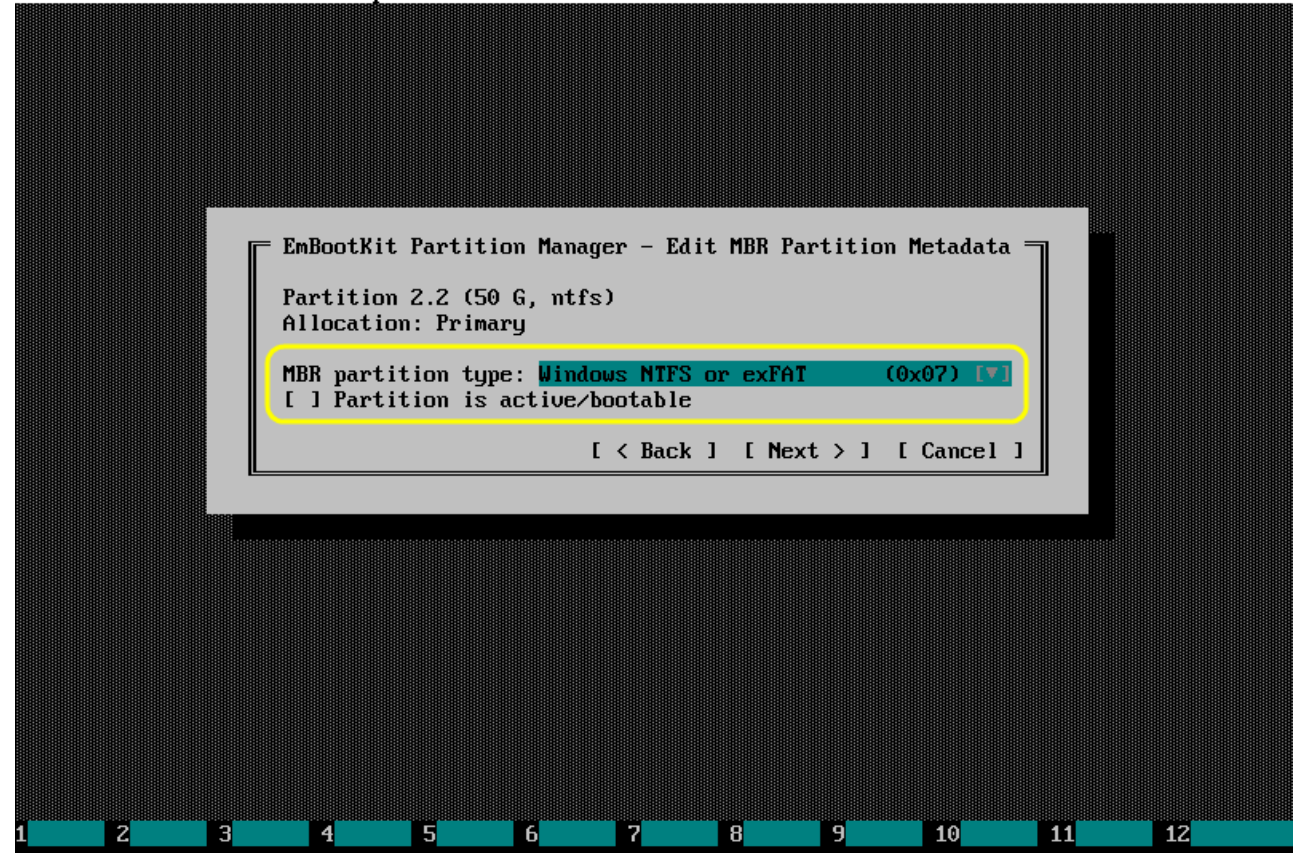 EmBootKit Partition Manager - Edit MBR Partition Metadata
Partition 2.2 (50 G, ntfs)
Allocation: Primary
MBR partition type: Windows NTFS or exFAT (0x07) [▼]
[ ] Partition is active/bootable
[ < Back ] [ Next > ] [ Cancel ]
1 2 3 4 5 6 7 8 9 10 11 12